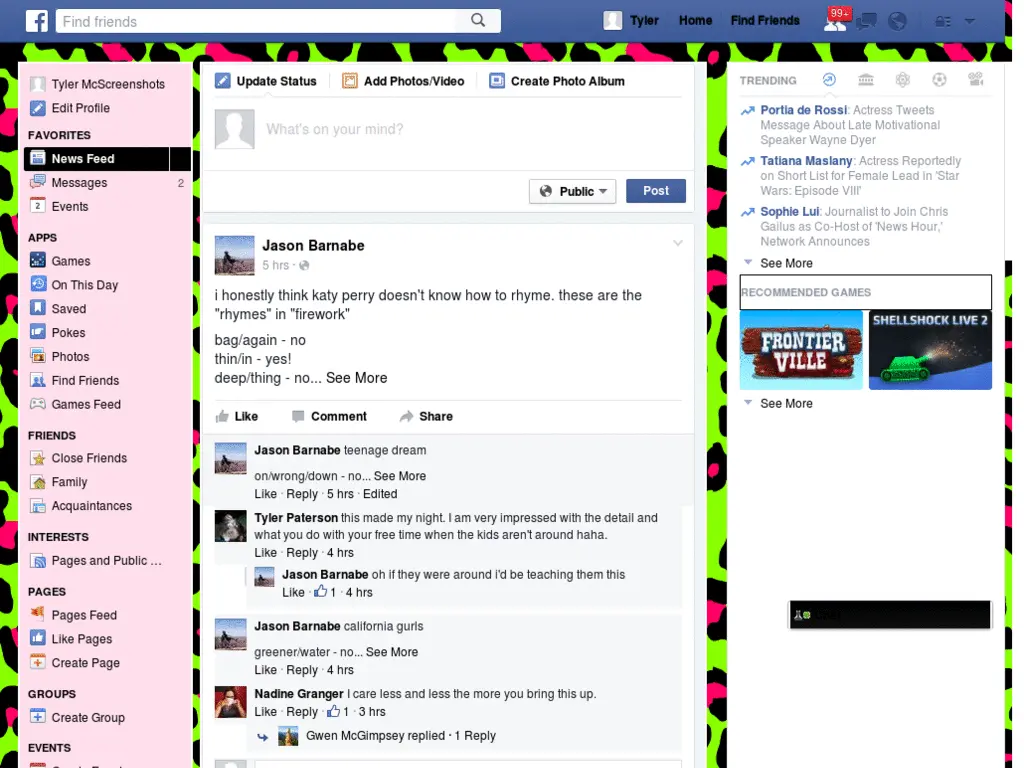 f
Find friends
Tyler
Home
Find Friends
99+
Tyler McScreenshots
Edit Profile
FAVORITES
News Feed
Messages
2
2
Events
APPS
Games
On This Day
Saved
Pokes
Photos
Find Friends
Games Feed
FRIENDS
Close Friends
Family
Acquaintances
INTERESTS
Pages and Public ...
PAGES
Pages Feed
Like Pages
Create Page
GROUPS
Create Group
EVENTS
Update Status
Add Photos/Video
Create Photo Album
What's on your mind?
Public
Post
Jason Barnabe
5 hrs ·
i honestly think katy perry doesn't know how to rhyme. these are the
"rhymes" in "firework"
bag/again - no
thin/in - yes!
deep/thing - no... See More
Like
Comment
Share
Jason Barnabe teenage dream
on/wrong/down - no... See More
Like · Reply · 5 hrs · Edited
Tyler Paterson this made my night. I am very impressed with the detail and
what you do with your free time when the kids aren't around haha.
Like · Reply · 4 hrs
Jason Barnabe oh if they were around i'd be teaching them this
Like · 1 · 4 hrs
Jason Barnabe california gurls
greener/water - no... See More
Like · Reply · 4 hrs
Nadine Granger I care less and less the more you bring this up.
Like · Reply · 1 · 3 hrs
Gwen McGimpsey replied · 1 Reply
TRENDING
Portia de Rossi: Actress Tweets
Message About Late Motivational
Speaker Wayne Dyer
Tatiana Maslany: Actress Reportedly
on Short List for Female Lead in 'Star
Wars: Episode VIII'
Sophie Lui: Journalist to Join Chris
Gailus as Co-Host of 'News Hour,'
Network Announces
See More
RECOMMENDED GAMES
FRONTIER
VILLE
SHELLSHOCK LIVE 2
See More